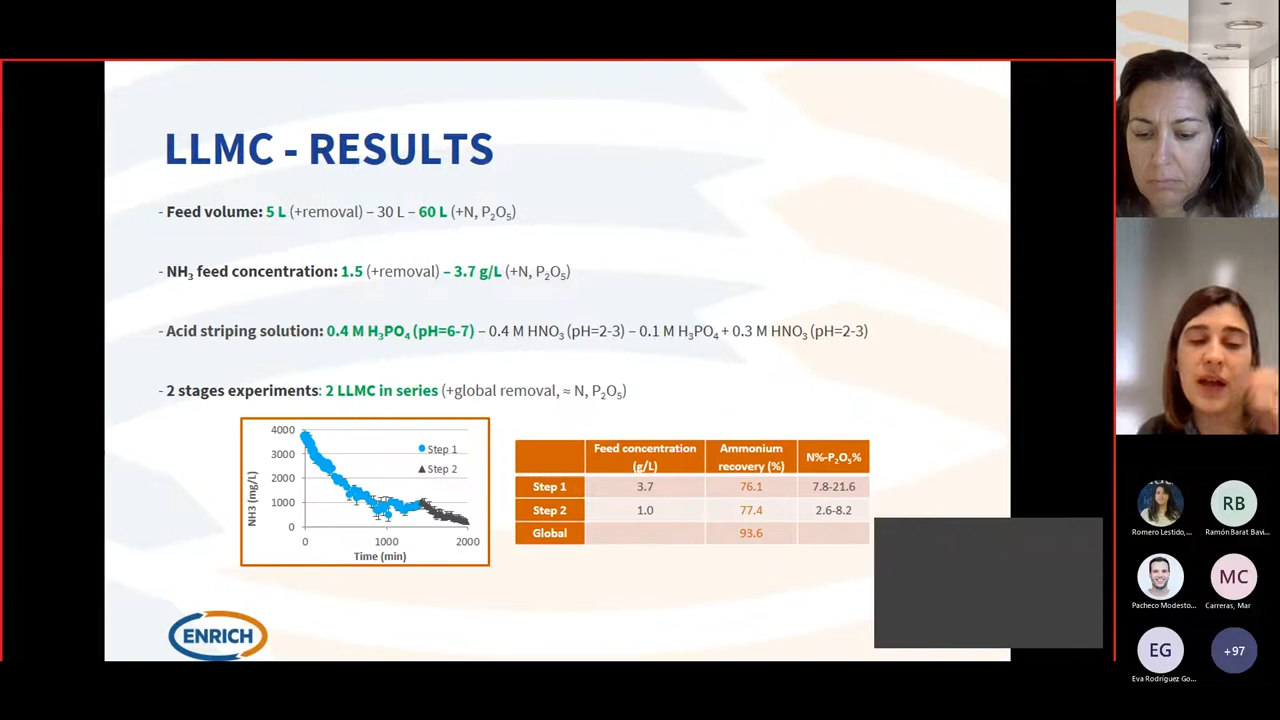 LLMC - RESULTS
- Feed volume: 5 L (+removal) – 30 L – 60 L (+N, P₂O₅)
- NH₃ feed concentration: 1.5 (+removal) – 3.7 g/L (+N, P₂O₅)
- Acid striping solution: 0.4 M H₃PO₄ (pH=6-7) – 0.4 M HNO₃ (pH=2-3) – 0.1 M H₃PO₄ + 0.3 M HNO₃ (pH=2-3)
- 2 stages experiments: 2 LLMC in series (+global removal, ≈ N, P₂O₅)
NH3 (mg/L)
4000
3000
2000
1000
0
Step 1
Step 2
0 1000 2000
Time (min)
Feed concentration (g/L) Ammonium recovery (%) N%-P₂O₅%
Step 1 3.7 76.1 7.8-21.6
Step 2 1.0 77.4 2.6-8.2
Global 93.6
ENRICH
RB
Romero Lestido,... Ramón Barat Bavi...
MC
Pacheco Modesto... Carreras, Mar
EG +97
Eva Rodríguez Go...